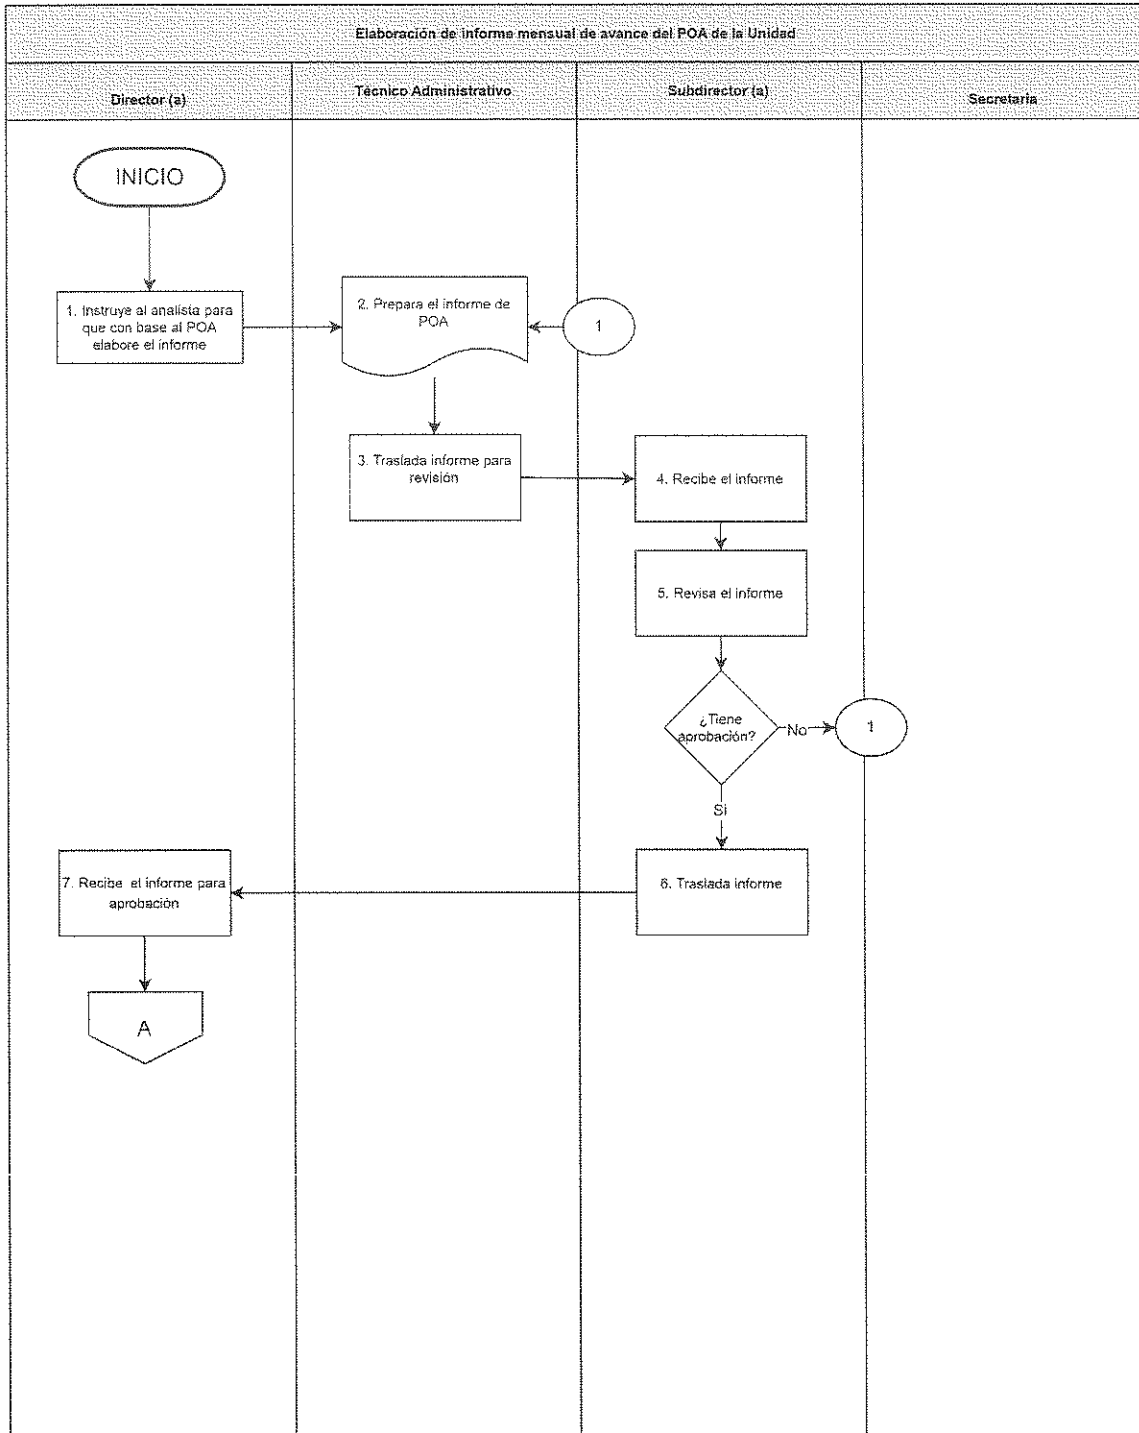 Elaboración de informe mensual de avance del POA de la Unidad
Director (a)
Técnico Administrativo
Subdirector (a)
Secretaria
INICIO
1. Instruye al analista para
que con base al POA
elabore el informe
2. Prepara el informe de
POA
1
3. Traslada informe para
revisión
4. Recibe el informe
5. Revisa el informe
¿Tiene
aprobación?
No
1
Si
6. Traslada informe
7. Recibe el informe para
aprobación
A